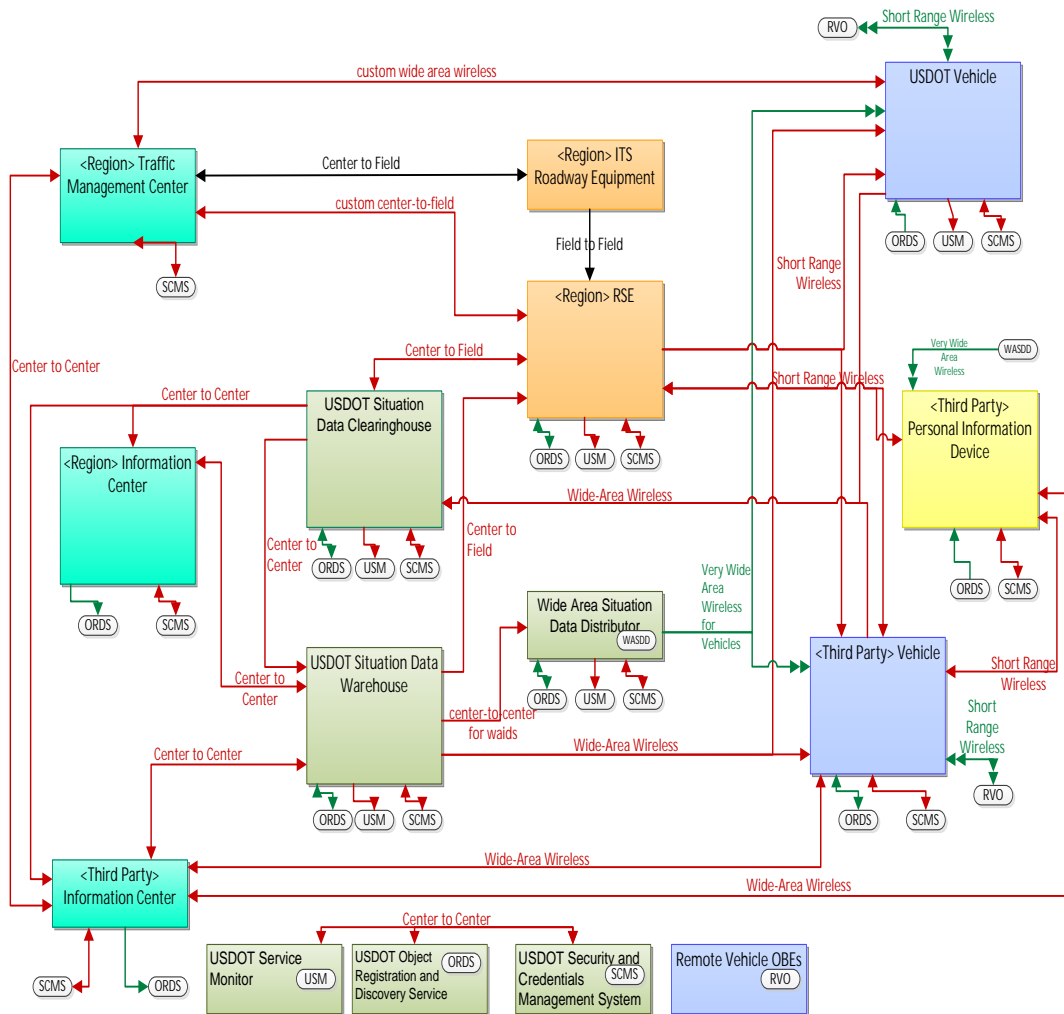 Short Range Wireless
RVO
USDOT Vehicle
custom wide area wireless
<Region> Traffic
Management Center
Center to Field
<Region> ITS
Roadway Equipment
custom center-to-field
SCMS
Field to Field
ORDS
USM
SCMS
Short Range
Wireless
<Region> RSE
Center to Center
Center to Field
Very Wide
Area
Wireless
WASDD
Short Range Wireless
Center to Center
USDOT Situation
Data Clearinghouse
<Third Party>
Personal Information
Device
<Region> Information
Center
ORDS
USM
SCMS
Wide-Area Wireless
Center to
Center
Center to
Field
ORDS
USM
SCMS
ORDS
SCMS
Very Wide
Area
Wireless
for
Vehicles
ORDS
SCMS
Wide Area Situation
Data Distributor
WASDD
USDOT Situation Data
Warehouse
<Third Party> Vehicle
Center to
Center
Short Range
Wireless
ORDS
USM
SCMS
center-to-center
for waids
Short
Range
Wireless
Center to Center
Wide-Area Wireless
RVO
ORDS
USM
SCMS
ORDS
SCMS
Wide-Area Wireless
<Third Party>
Information Center
Wide-Area Wireless
Center to Center
SCMS
ORDS
USDOT Service
Monitor
USM
USDOT Object
Registration and
Discovery Service
ORDS
USDOT Security and
Credentials
Management System
SCMS
Remote Vehicle OBEs
RVO